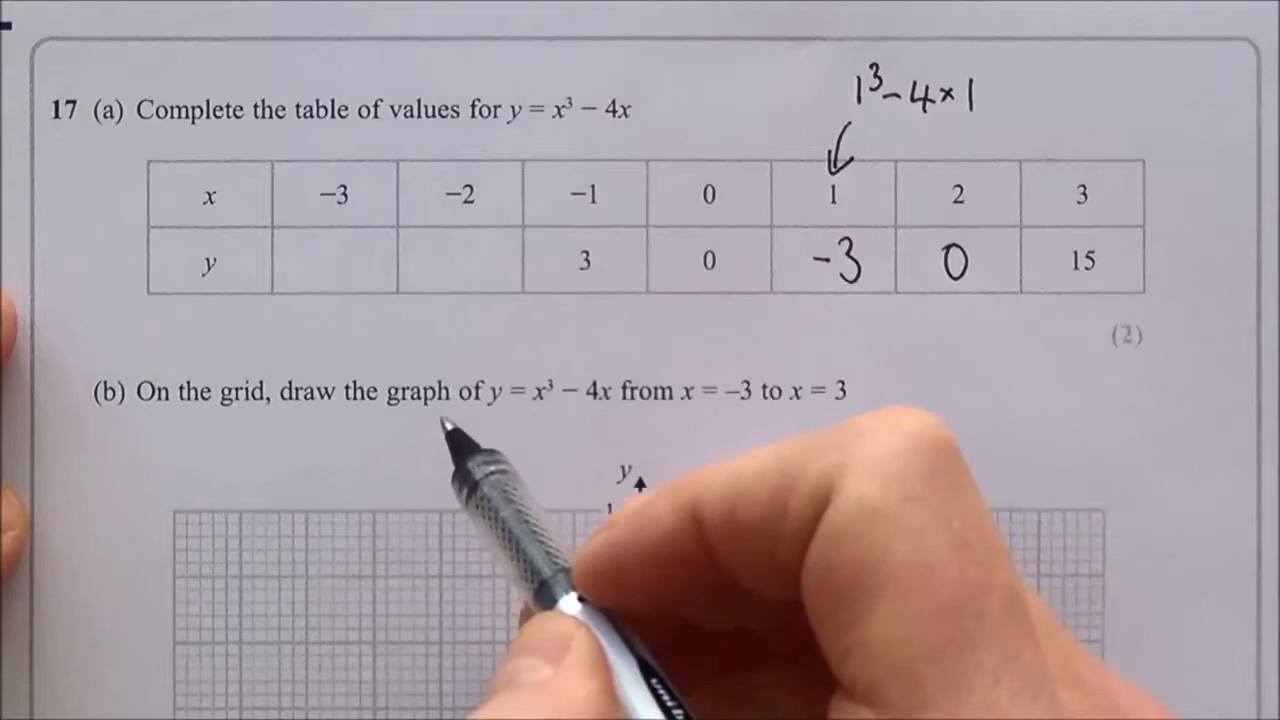 1³ - 4 × 1
17 (a) Complete the table of values for y = x³ − 4x
x −3 −2 −1 0 1 2 3
y 3 0 -3 0 15
(2)
(b) On the grid, draw the graph of y = x³ − 4x from x = −3 to x = 3
y